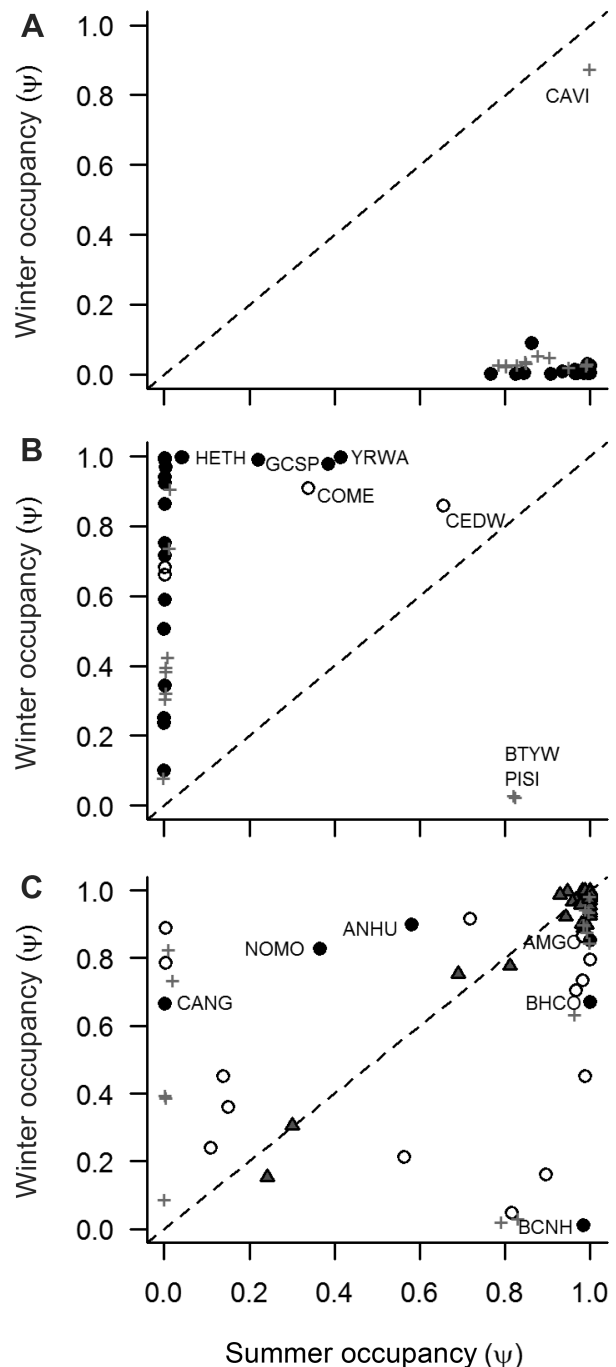 A
1.0
0.8
0.6
0.4
0.2
0.0
Winter occupancy (ψ)
CAVI
B
1.0
0.8
0.6
0.4
0.2
0.0
Winter occupancy (ψ)
HETH
GCSP
YRWA
COME
CEDW
BTYW
PISI
C
1.0
0.8
0.6
0.4
0.2
0.0
Winter occupancy (ψ)
ANHU
NOMO
AMGO
CANG
BHCO
BCNH
0.0 0.2 0.4 0.6 0.8 1.0
Summer occupancy (ψ)